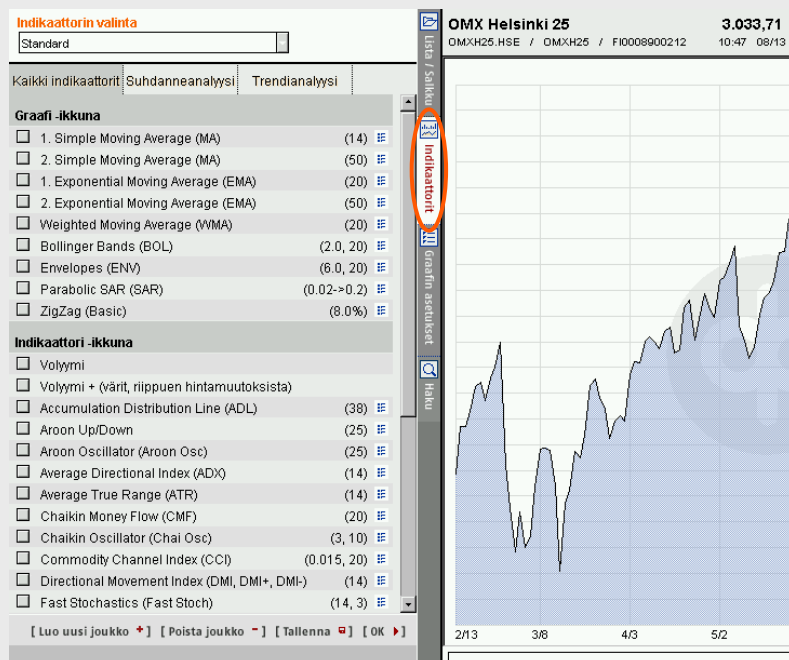 Indikaattorin valinta
Standard
Kaikki indikaattorit Suhdanneanalyysi Trendianalyysi
Graafi -ikkuna
1. Simple Moving Average (MA) (14)
2. Simple Moving Average (MA) (50)
1. Exponential Moving Average (EMA) (20)
2. Exponential Moving Average (EMA) (50)
Weighted Moving Average (WMA) (20)
Bollinger Bands (BOL) (2.0, 20)
Envelopes (ENV) (6.0, 20)
Parabolic SAR (SAR) (0.02->0.2)
ZigZag (Basic) (8.0%)
Indikaattori -ikkuna
Volyymi
Volyymi + (värit, riippuen hintamuutoksista)
Accumulation Distribution Line (ADL) (38)
Aroon Up/Down (25)
Aroon Oscillator (Aroon Osc) (25)
Average Directional Index (ADX) (14)
Average True Range (ATR) (14)
Chaikin Money Flow (CMF) (20)
Chaikin Oscillator (Chai Osc) (3, 10)
Commodity Channel Index (CCI) (0.015, 20)
Directional Movement Index (DMI, DMI+, DMI-) (14)
Fast Stochastics (Fast Stoch) (14, 3)
[ Luo uusi joukko + ] [ Poista joukko - ] [ Tallenna ] [ OK ]
Lista / Salkku
Indikaattorit
Graafin asetukset
Haku
OMX Helsinki 25 3.033,71
OMXH25.HSE / OMXH25 / FI0008900212 10:47 08/13
2/13 3/8 4/3 5/2